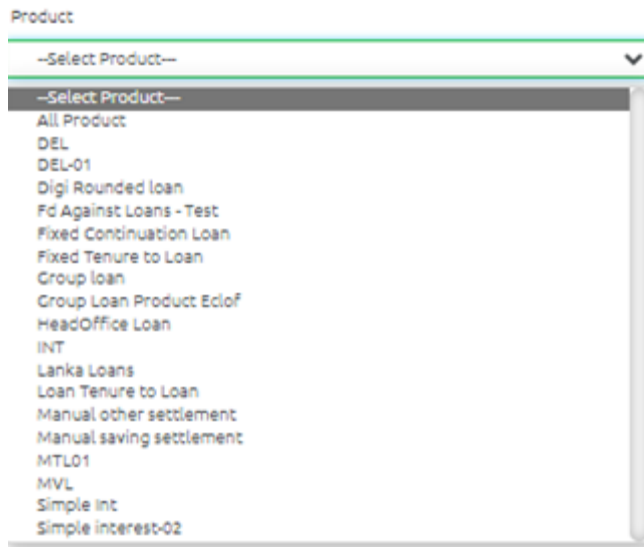 Product
--Select Product---
--Select Product---
All Product
DEL
DEL-01
Digi Rounded loan
Fd Against Loans - Test
Fixed Continuation Loan
Fixed Tenure to Loan
Group loan
Group Loan Product Eclof
HeadOffice Loan
INT
Lanka Loans
Loan Tenure to Loan
Manual other settlement
Manual saving settlement
MTL01
MVL
Simple Int
Simple interest-02